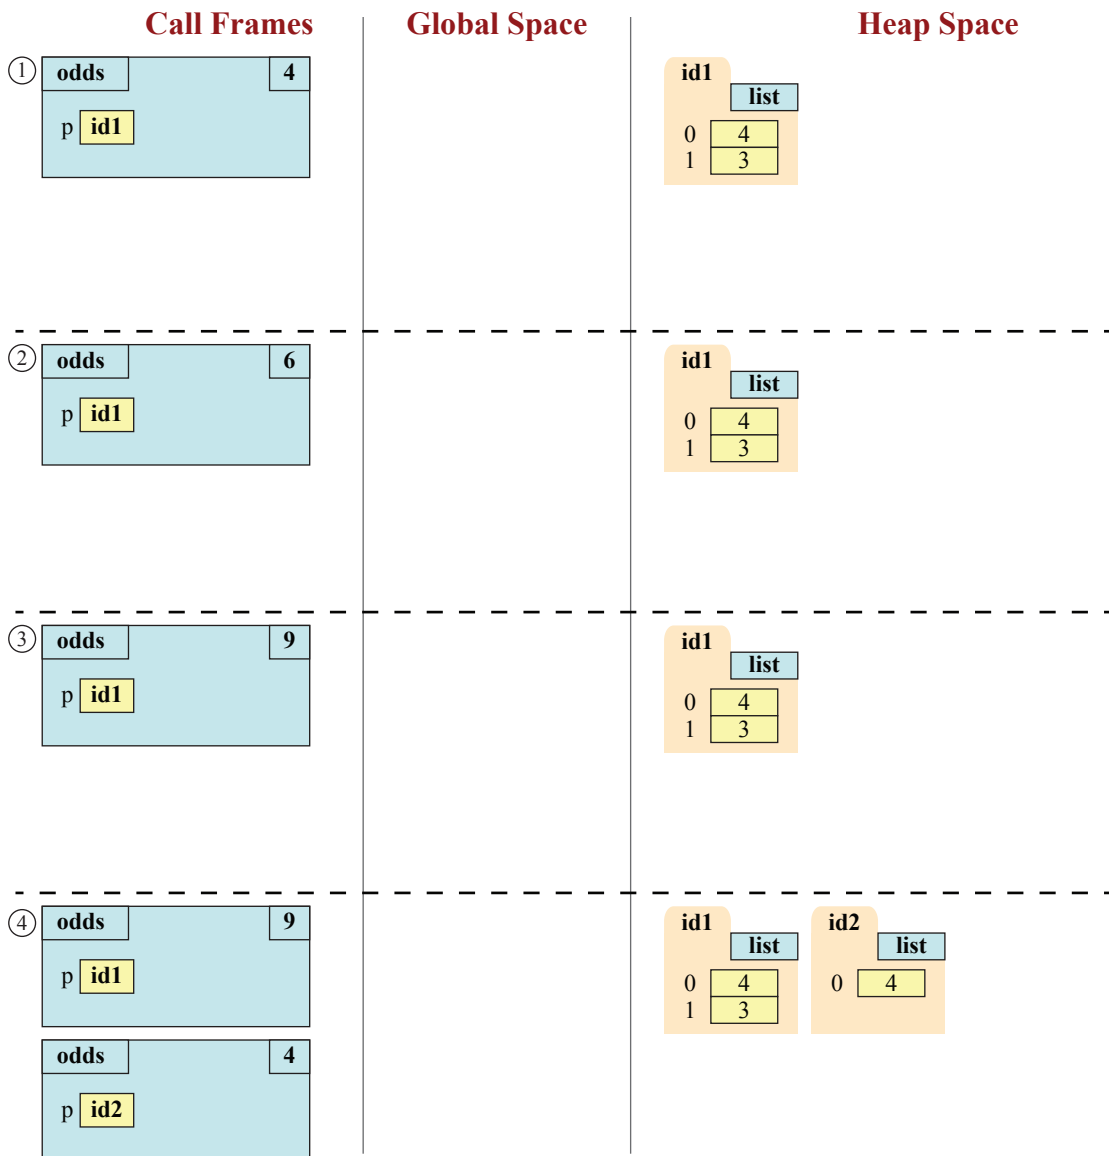 Call Frames Global Space Heap Space
1 odds 4 id1
list
p id1 0 4
1 3
2 odds 6 id1
list
p id1 0 4
1 3
3 odds 9 id1
list
p id1 0 4
1 3
4 odds 9 id1 id2
list list
p id1 0 4 0 4
1 3
odds 4
p id2